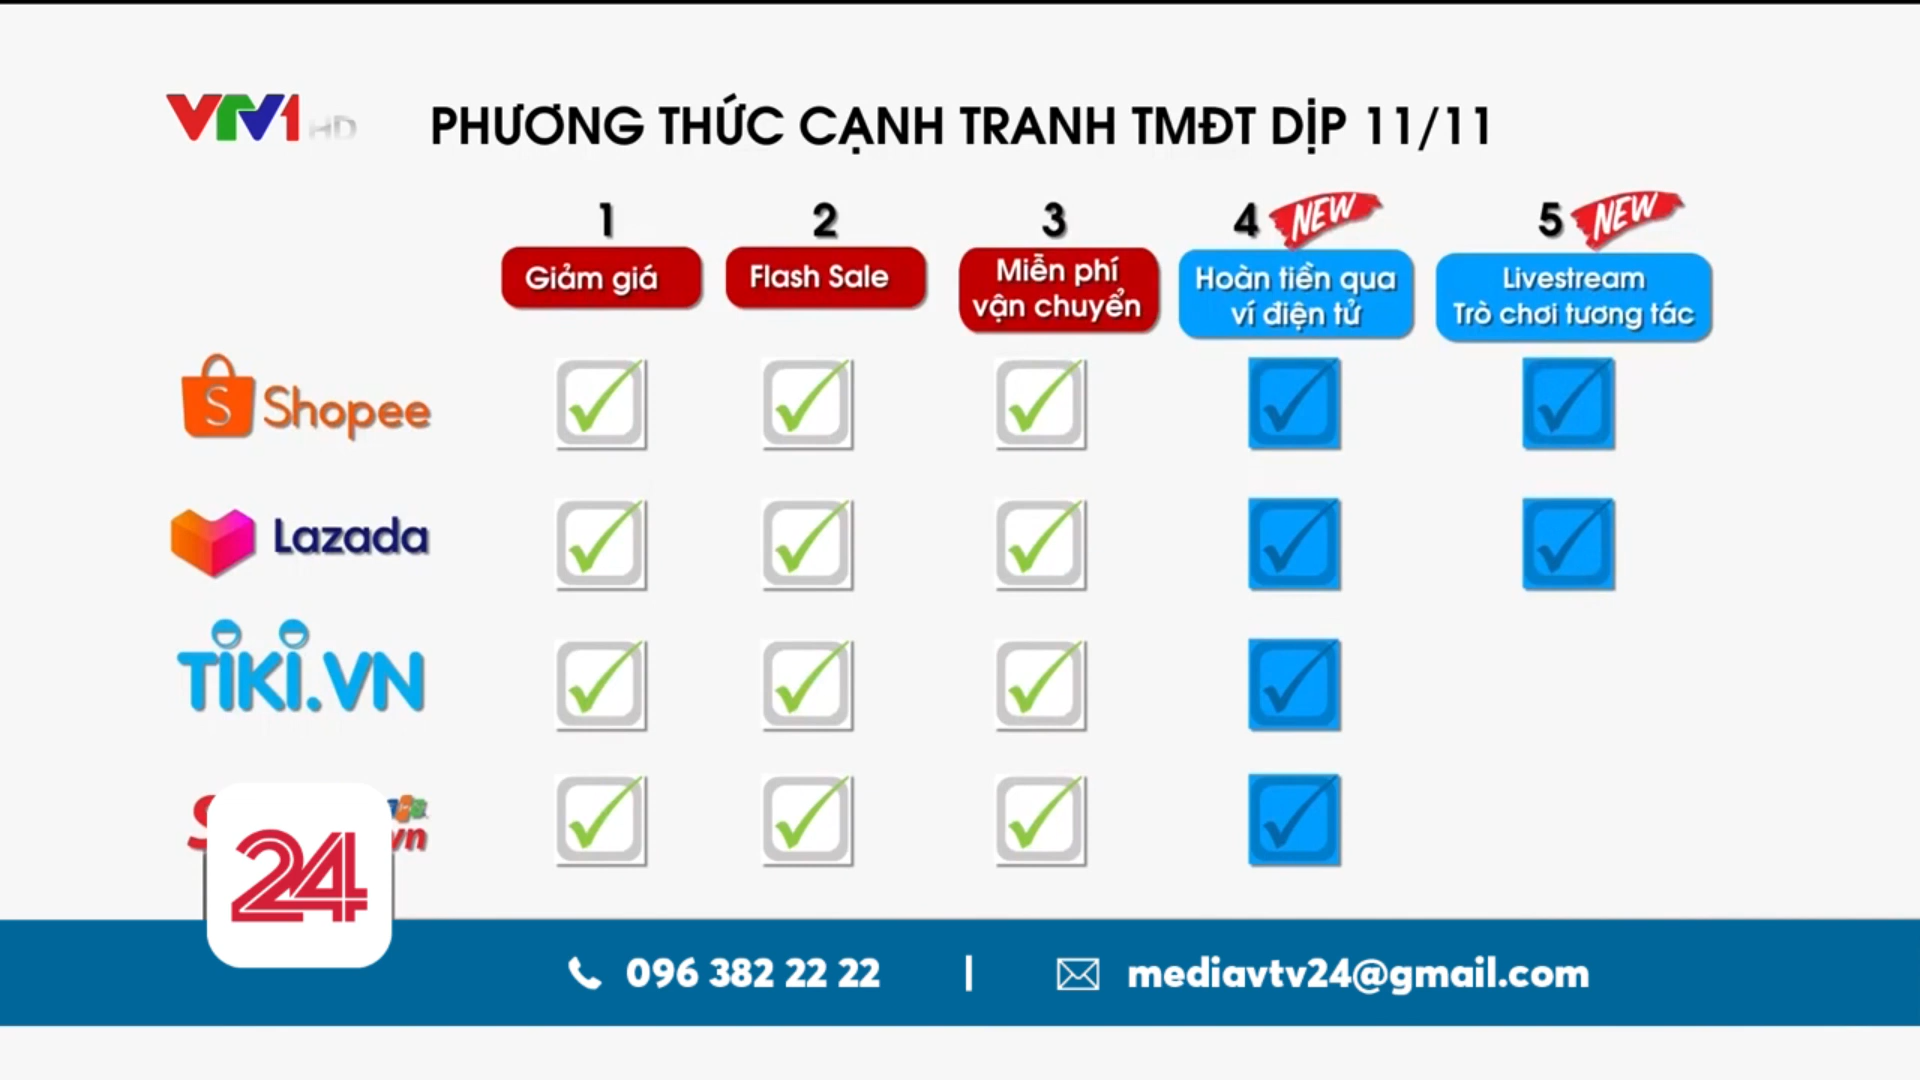 VTV1 HD
PHƯƠNG THỨC CẠNH TRANH TMĐT DỊP 11/11
1
2
3
4 NEW
5 NEW
Giảm giá
Flash Sale
Miễn phí
vận chuyển
Hoàn tiền qua
ví điện tử
Livestream
Trò chơi tương tác
S Shopee
Lazada
TiKi.VN
24
096 382 22 22
|
mediavtv24@gmail.com